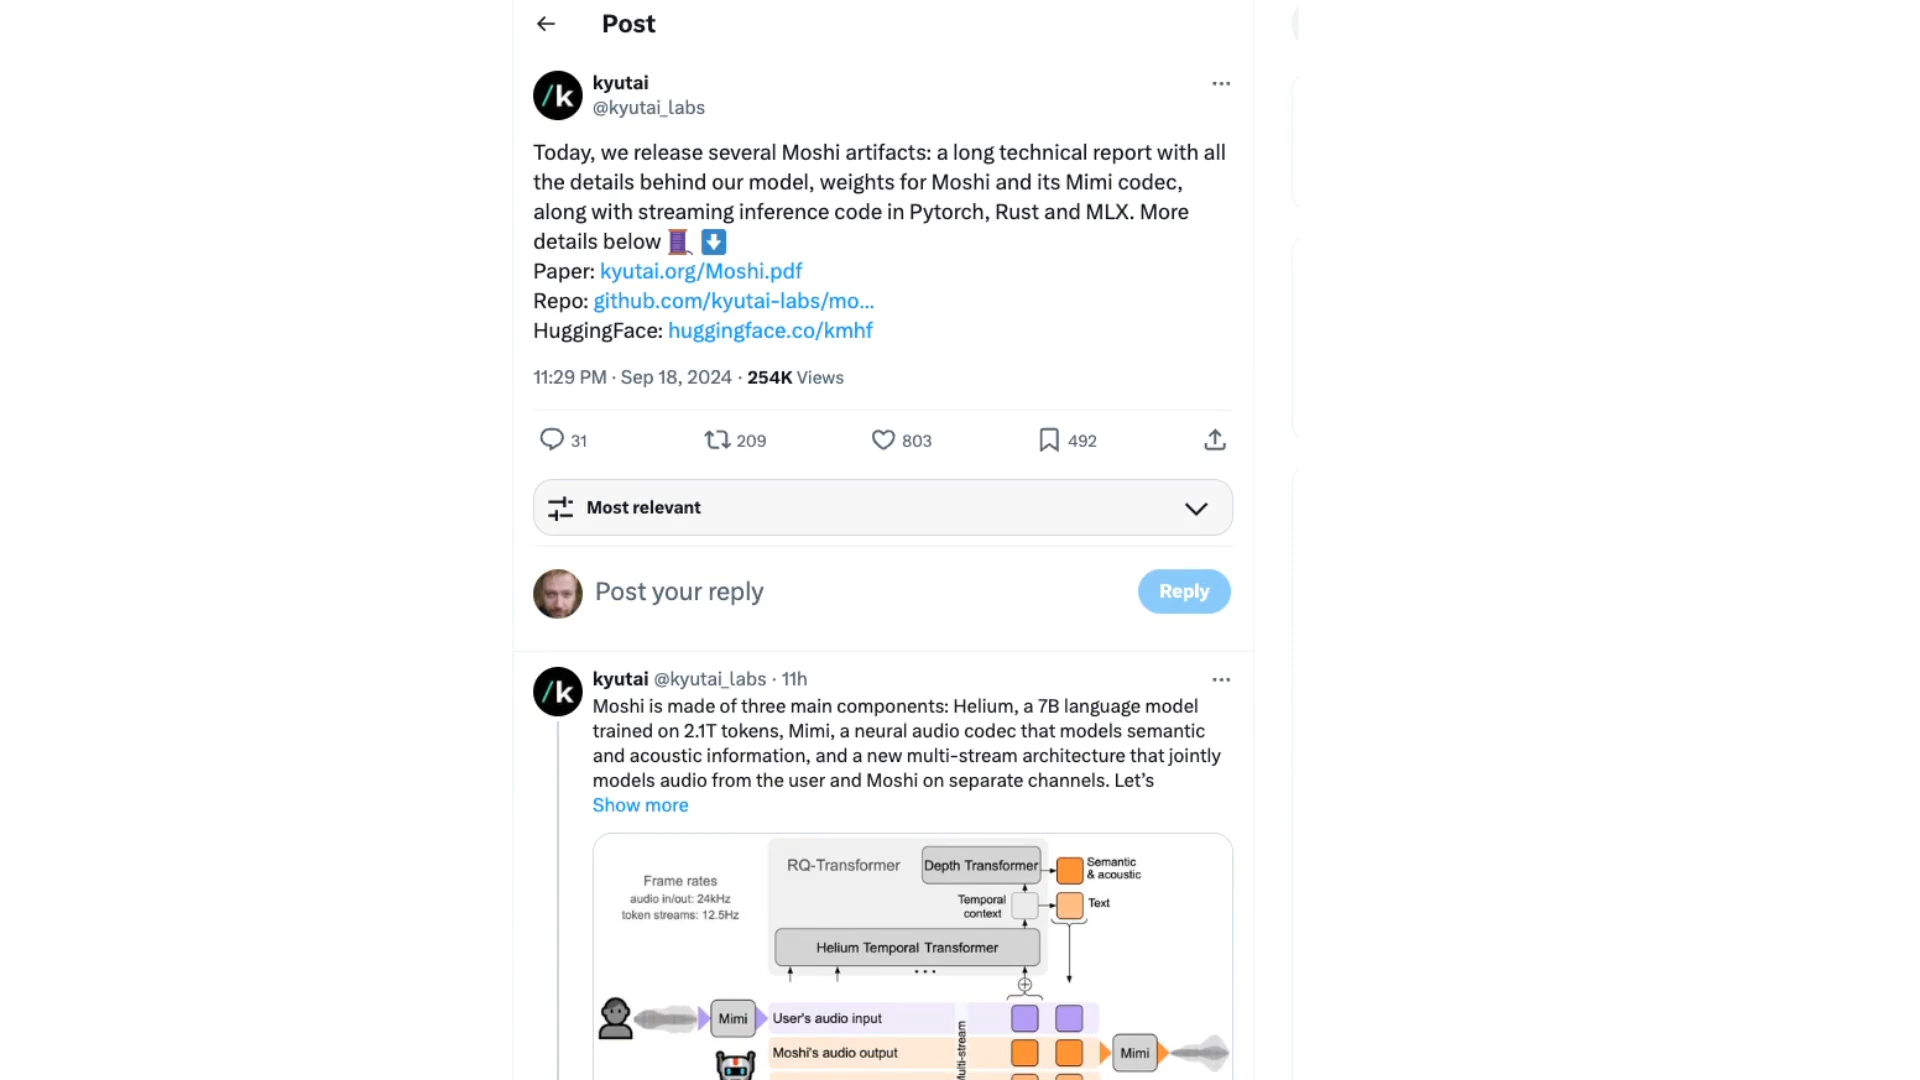 Post
/k
kyutai
@kyutai_labs
Today, we release several Moshi artifacts: a long technical report with all
the details behind our model, weights for Moshi and its Mimi codec,
along with streaming inference code in Pytorch, Rust and MLX. More
details below 🧵 ⬇️
Paper: kyutai.org/Moshi.pdf
Repo: github.com/kyutai-labs/mo…
HuggingFace: huggingface.co/kmhf
11:29 PM · Sep 18, 2024 · 254K Views
31 209 803 492
Most relevant
Post your reply
Reply
/k
kyutai @kyutai_labs · 11h
Moshi is made of three main components: Helium, a 7B language model
trained on 2.1T tokens, Mimi, a neural audio codec that models semantic
and acoustic information, and a new multi-stream architecture that jointly
models audio from the user and Moshi on separate channels. Let’s
Show more
RQ-Transformer
Depth Transformer
Semantic
& acoustic
Frame rates
audio in/out: 24kHz
token streams: 12.5Hz
Temporal
context
Text
Helium Temporal Transformer
Mimi
User's audio input
Moshi's audio output
Mimi